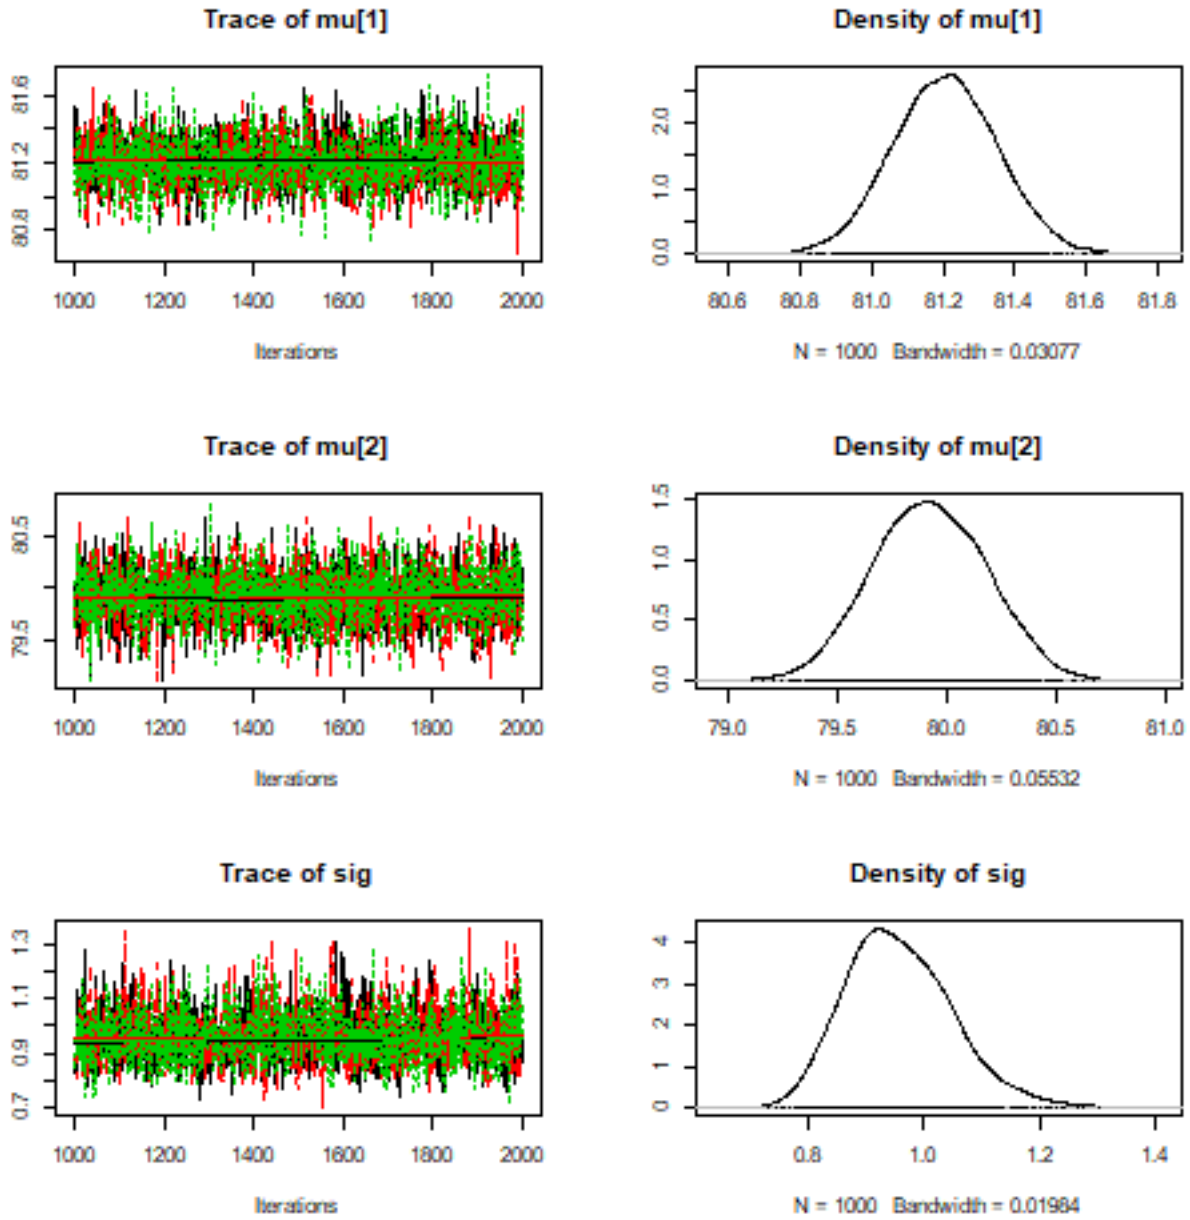 Trace of mu[1]
Density of mu[1]
81.6
81.2
80.8
1000 1200 1400 1600 1800 2000
Iterations
2.0
1.0
0.0
80.6 80.8 81.0 81.2 81.4 81.6 81.8
N = 1000 Bandwidth = 0.03077
Trace of mu[2]
Density of mu[2]
80.5
79.5
1000 1200 1400 1600 1800 2000
Iterations
1.5
1.0
0.5
0.0
79.0 79.5 80.0 80.5 81.0
N = 1000 Bandwidth = 0.05532
Trace of sig
Density of sig
1.3
1.1
0.9
0.7
1000 1200 1400 1600 1800 2000
Iterations
4
3
2
1
0
0.8 1.0 1.2 1.4
N = 1000 Bandwidth = 0.01984